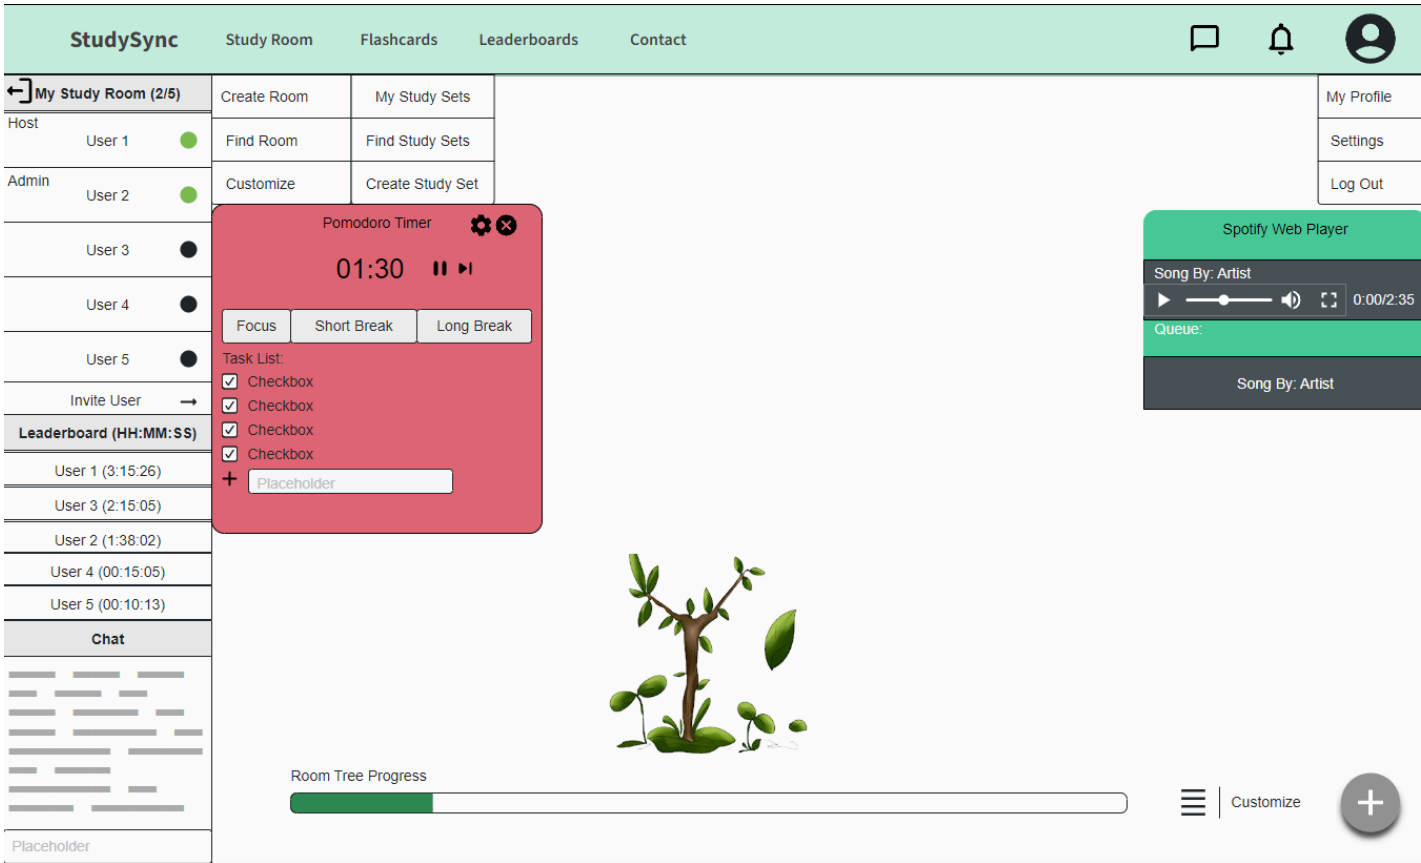 StudySync
Study Room
Flashcards
Leaderboards
Contact
My Study Room (2/5)
Host
User 1
Admin
User 2
User 3
User 4
User 5
Invite User
Leaderboard (HH:MM:SS)
User 1 (3:15:26)
User 3 (2:15:05)
User 2 (1:38:02)
User 4 (00:15:05)
User 5 (00:10:13)
Chat
Placeholder
Create Room
Find Room
Customize
My Study Sets
Find Study Sets
Create Study Set
Pomodoro Timer
01:30
Focus
Short Break
Long Break
Task List:
Checkbox
Checkbox
Checkbox
Checkbox
Placeholder
My Profile
Settings
Log Out
Spotify Web Player
Song By: Artist
0:00/2:35
Queue:
Song By: Artist
Room Tree Progress
Customize